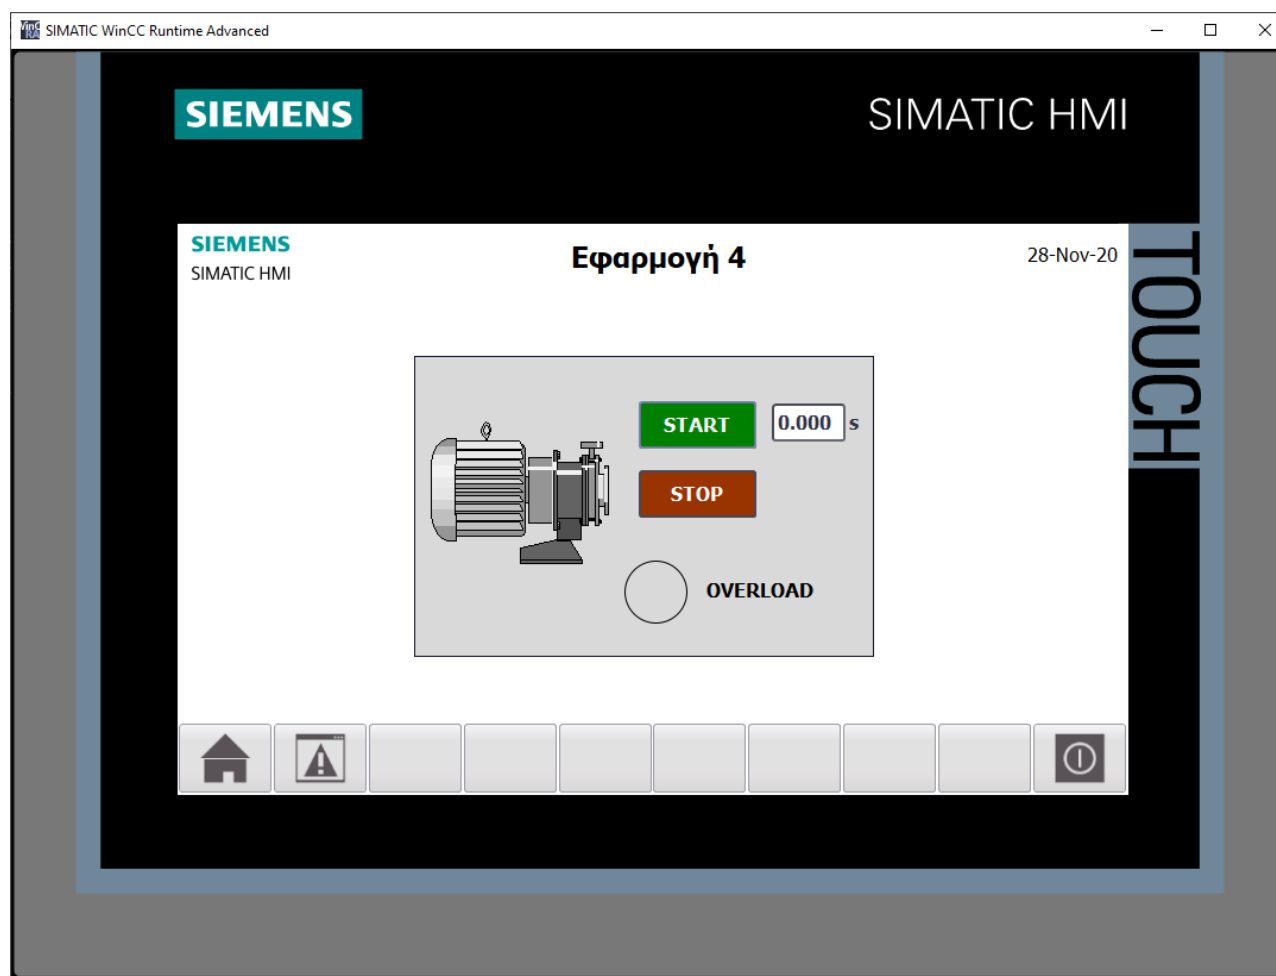 SIMATIC WinCC Runtime Advanced
SIEMENS
SIMATIC HMI
TOUCH
SIEMENS
SIMATIC HMI
Εφαρμογή 4
28-Nov-20
START
0.000 s
STOP
OVERLOAD